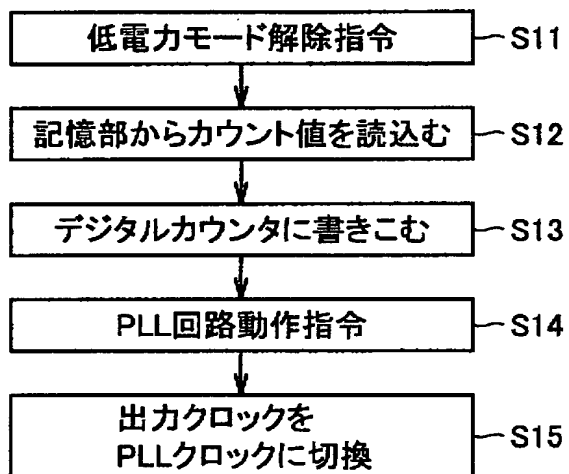 低電力モード解除指令 S11
記憶部からカウント値を読込む S12
デジタルカウンタに書きこむ S13
PLL回路動作指令 S14
出力クロックを
PLLクロックに切換 S15